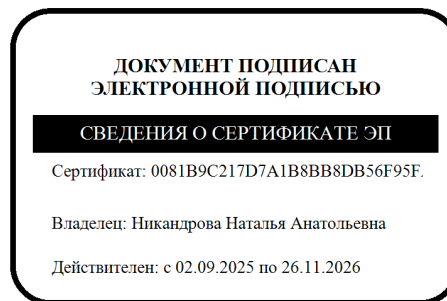 ДОКУМЕНТ ПОДПИСАН
ЭЛЕКТРОННОЙ ПОДПИСЬЮ
СВЕДЕНИЯ О СЕРТИФИКАТЕ ЭП
Сертификат: 0081B9C217D7A1B8BB8DB56F95F
Владелец: Никандрова Наталья Анатольевна
Действителен: с 02.09.2025 по 26.11.2026